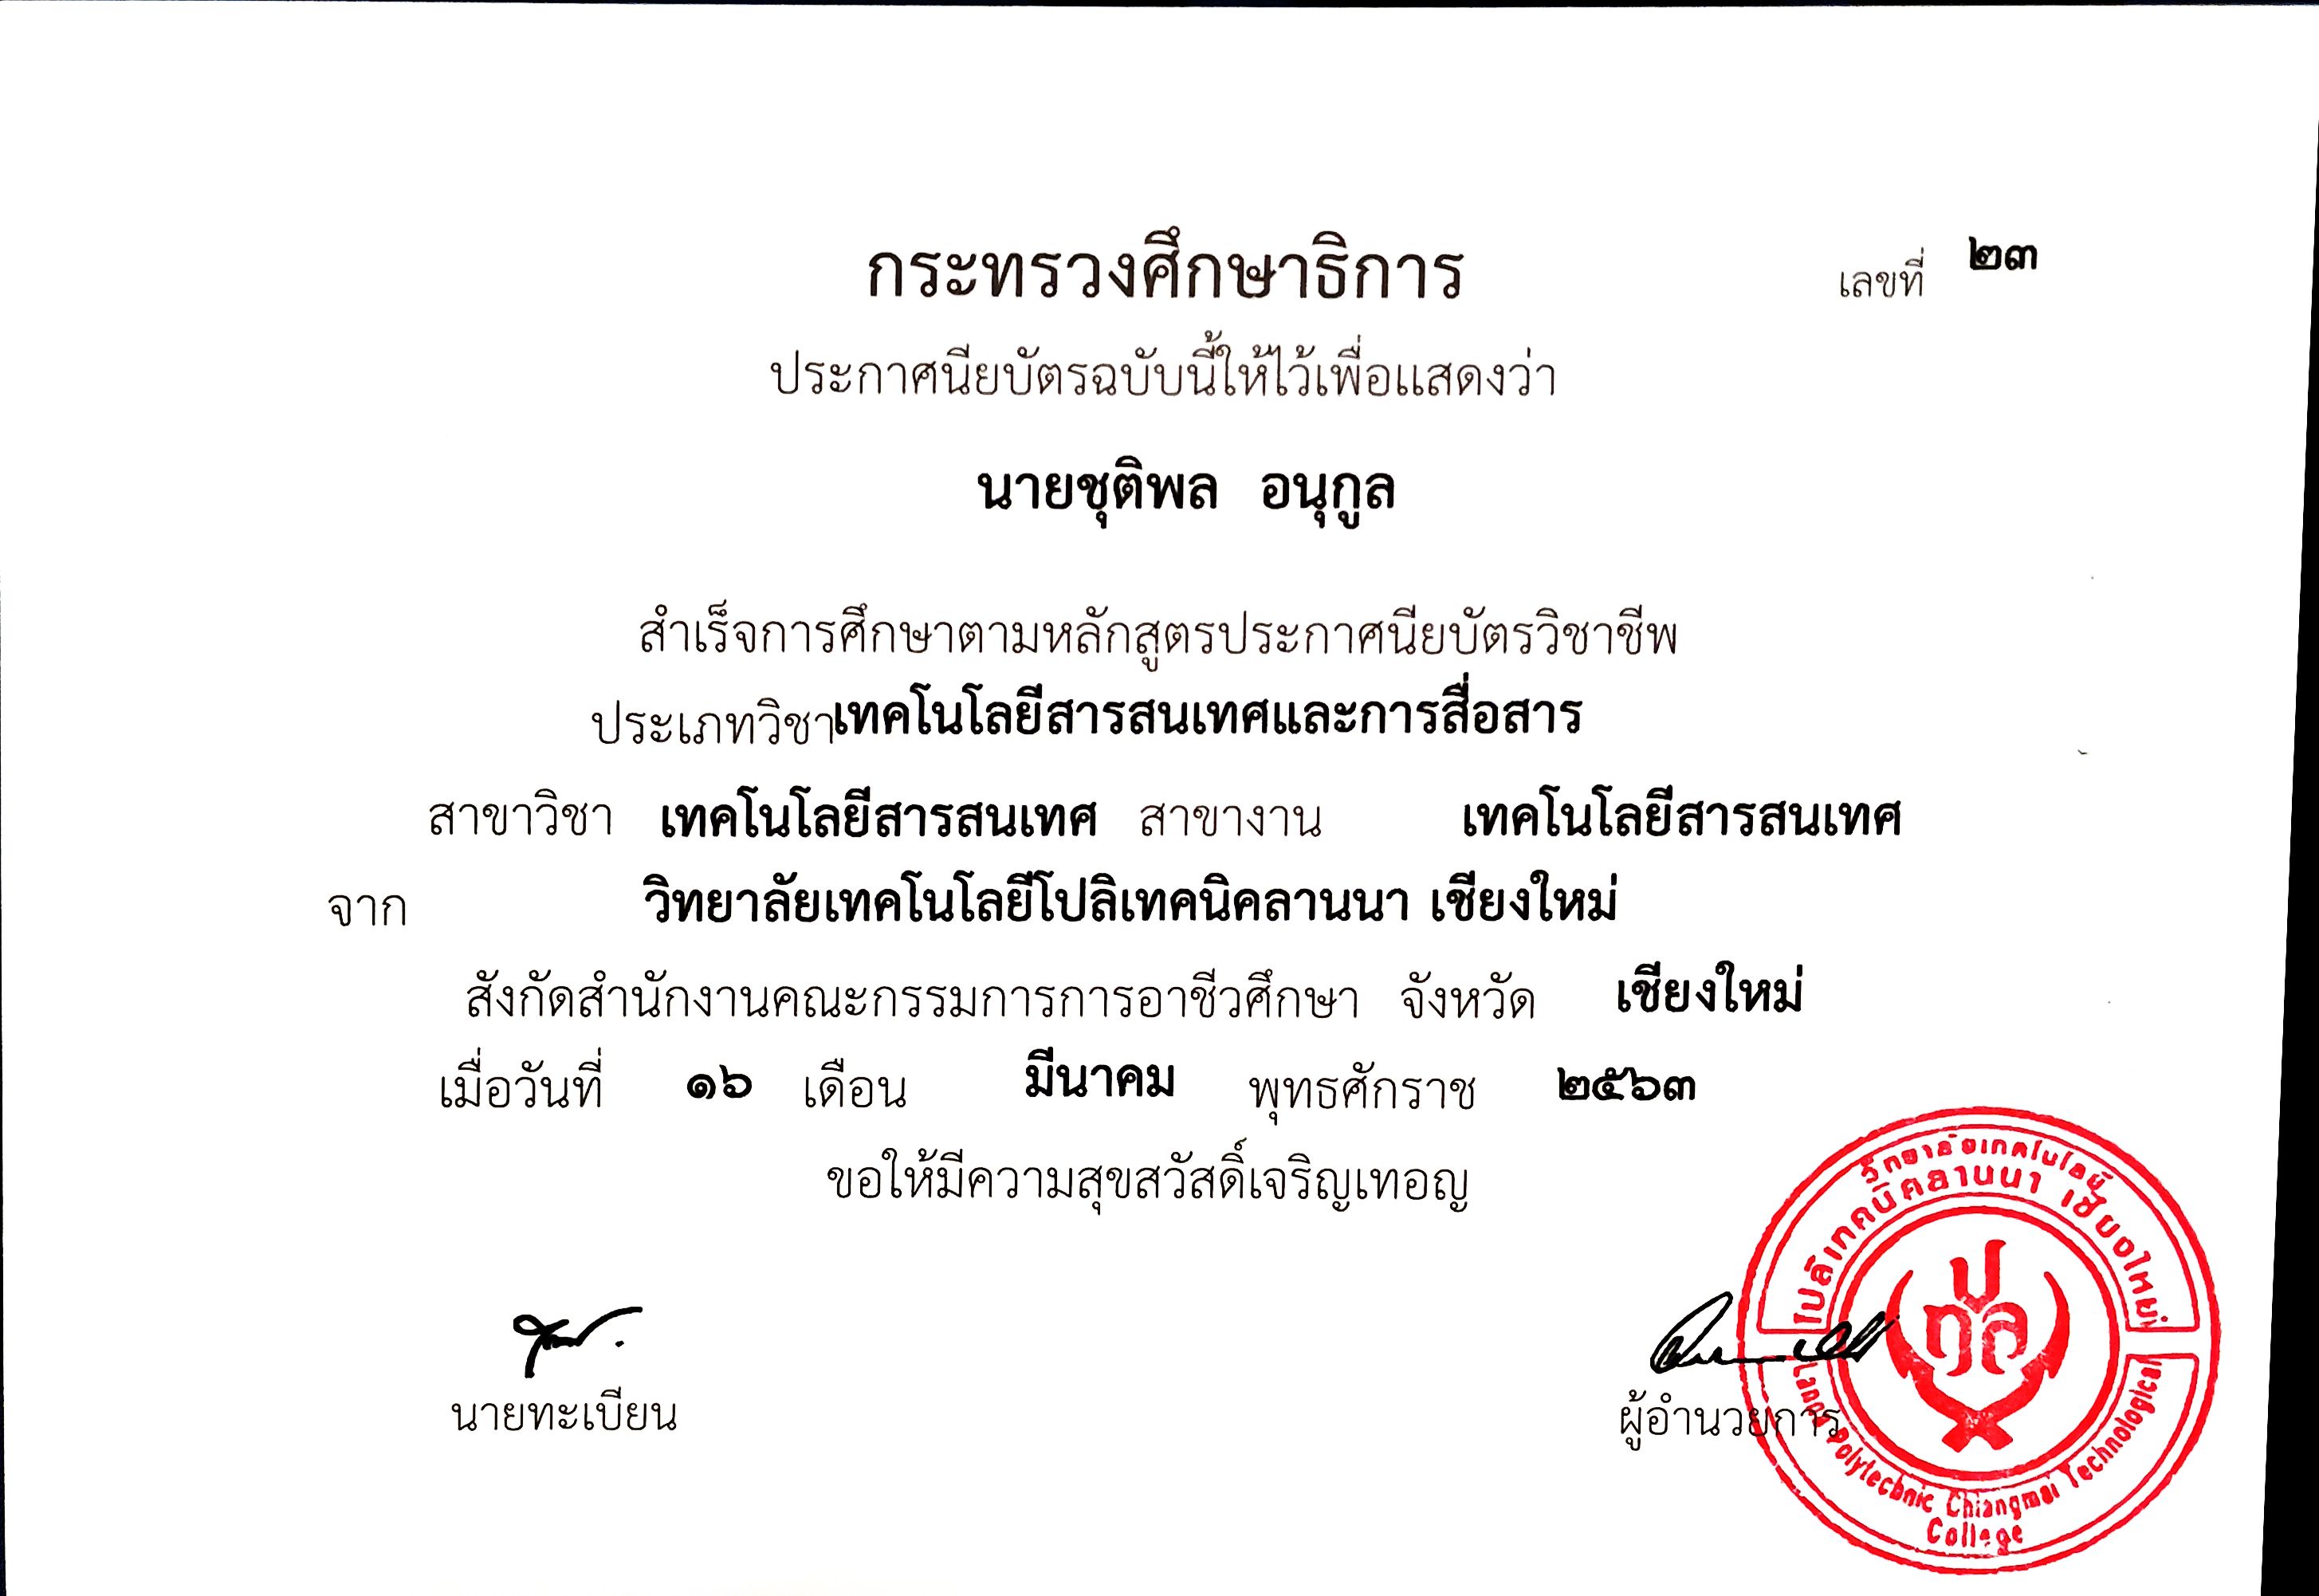 กระทรวงศึกษาธิการ
เลขที่ ๒๓
ประกาศนียบัตรฉบับนี้ให้ไว้เพื่อแสดงว่า
นายชุติพล อนุกูล
สำเร็จการศึกษาตามหลักสูตรประกาศนียบัตรวิชาชีพ
ประเภทวิชาเทคโนโลยีสารสนเทศและการสื่อสาร
สาขาวิชา เทคโนโลยีสารสนเทศ สาขางาน เทคโนโลยีสารสนเทศ
จาก วิทยาลัยเทคโนโลยีโปลิเทคนิคลานนา เชียงใหม่
สังกัดสำนักงานคณะกรรมการการอาชีวศึกษา จังหวัด เชียงใหม่
เมื่อวันที่ ๑๖ เดือน มีนาคม พุทธศักราช ๒๕๖๓
ขอให้มีความสุขสวัสดิ์เจริญเทอญ
นายทะเบียน
ผู้อำนวยการ
วิทยาลัยเทคโนโลยี
โปลิเทคนิคลานนา เชียงใหม่
ปทล
Lanna Polytechnic Chiangmai Technological
College